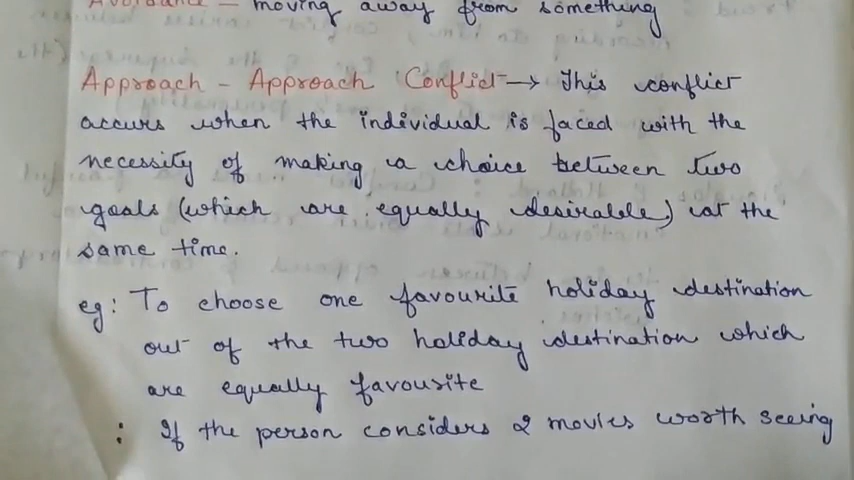 Avoidance – moving away from something
Approach - Approach Conflict → This conflict
accurs when the individual is faced with the
necessity of making a choice between two
goals (which are equally desirable) at the
same time.
eg: To choose one favourite holiday destination
out of the two holiday destination which
are equally favourite
: If the person considers 2 movies worth seeing